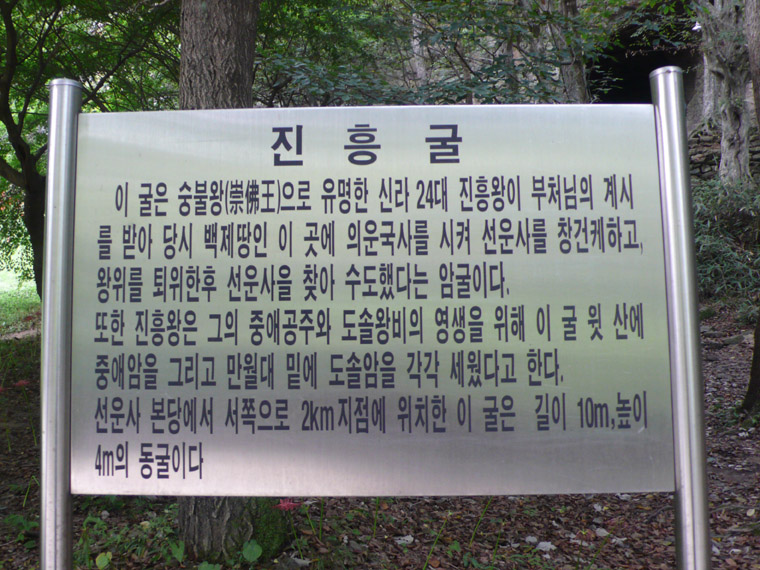 진흥굴
이 굴은 숭불왕(崇佛王)으로 유명한 신라 24대 진흥왕이 부처님의 계시
를 받아 당시 백제땅인 이 곳에 의운국사를 시켜 선운사를 창건케하고,
왕위를 퇴위한후 선운사을 찾아 수도했다는 암굴이다.
또한 진흥왕은 그의 중애공주와 도솔왕비의 영생을 위해 이 굴 윗 산에
중애암을 그리고 만월대 밑에 도솔암을 각각 세웠다고 한다.
선운사 본당에서 서쪽으로 2km지점에 위치한 이 굴은 길이 10m,높이
4m의 동굴이다